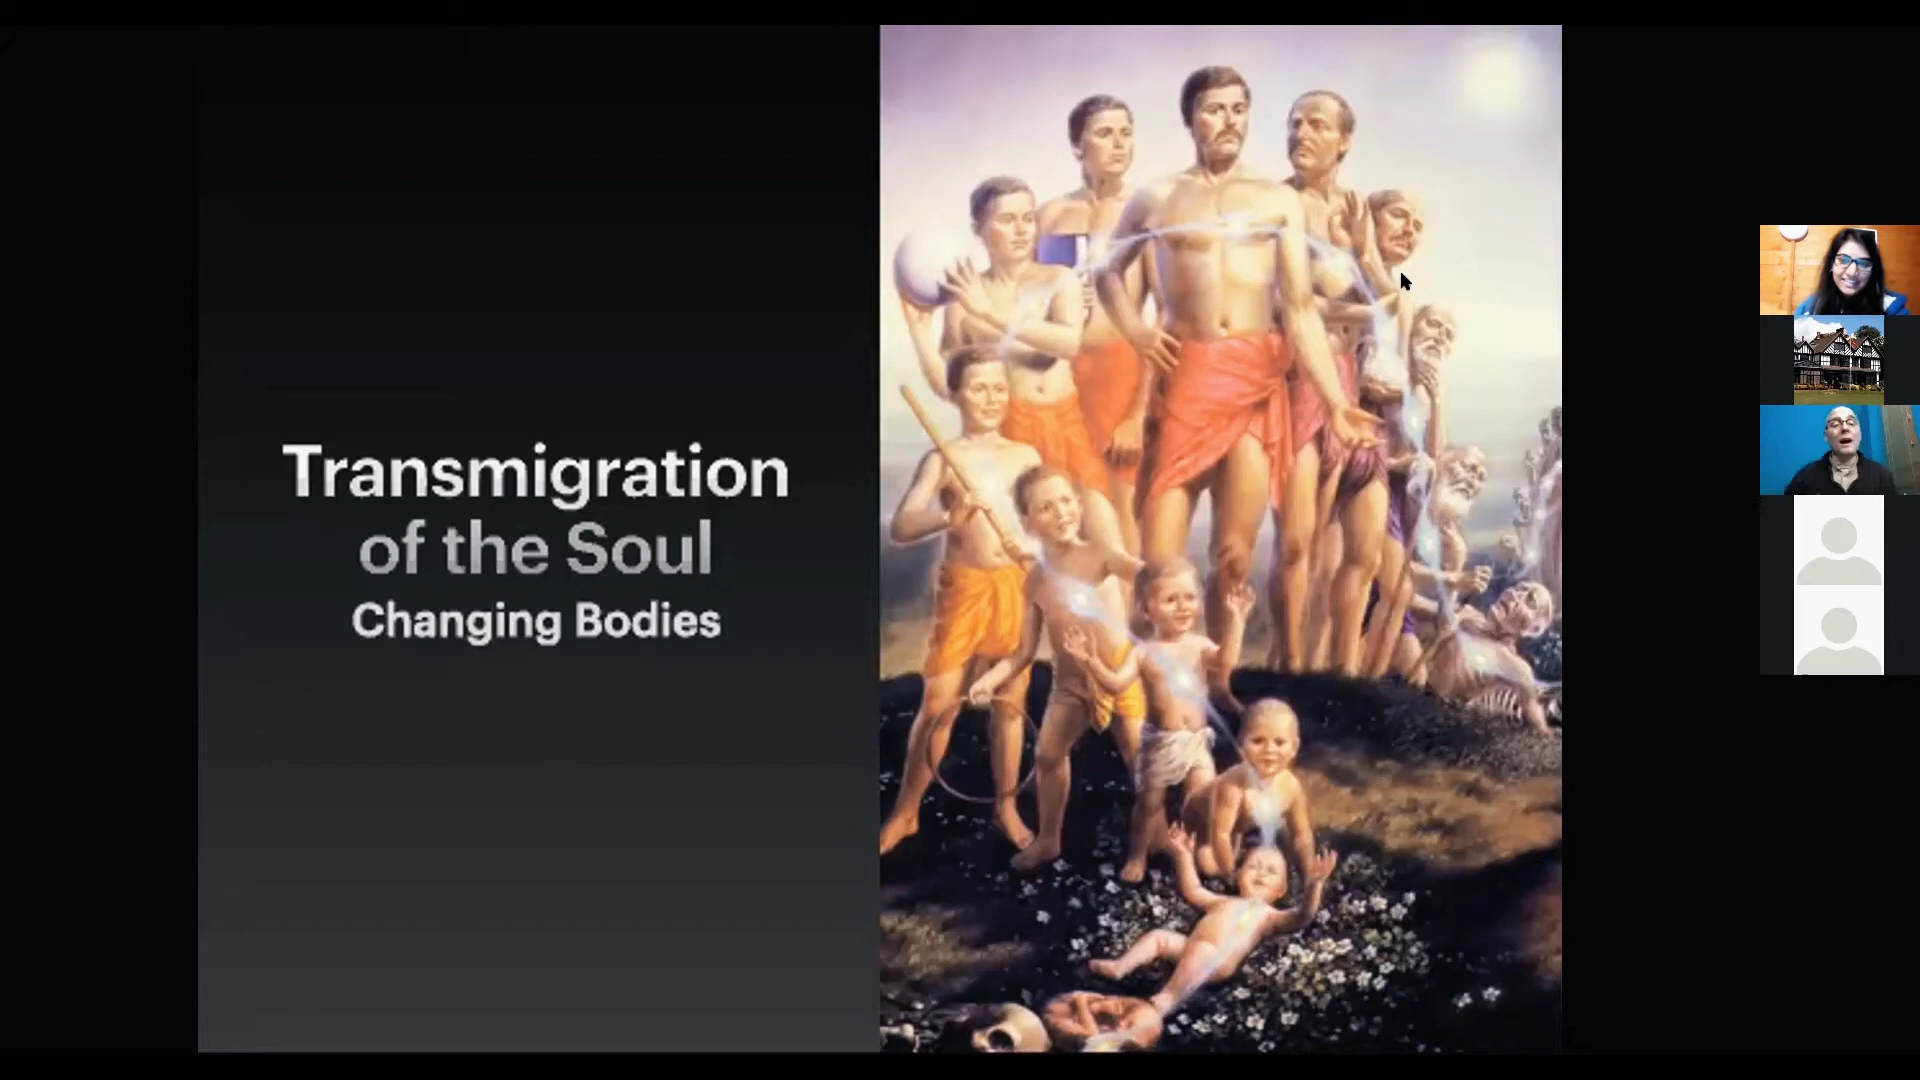 Transmigration
of the Soul
Changing Bodies